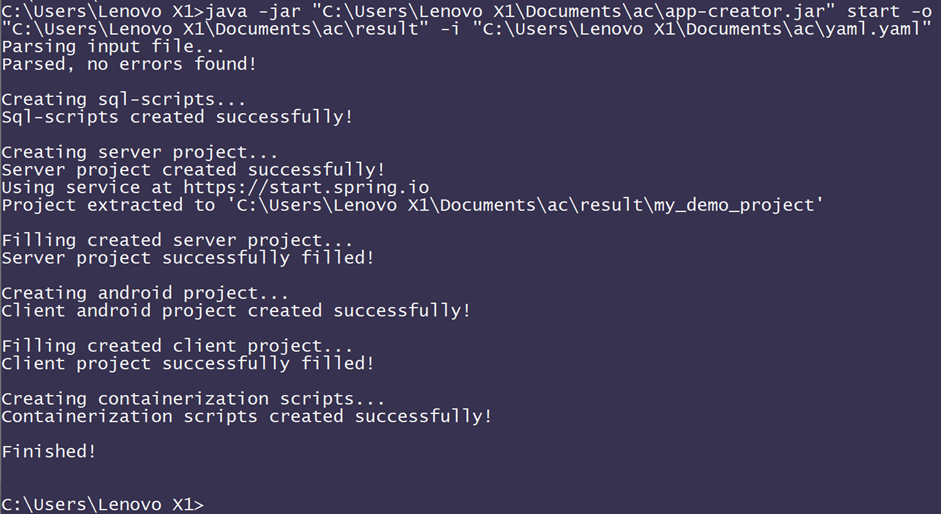 C:\Users\Lenovo X1>java -jar "C:\Users\Lenovo X1\Documents\ac\app-creator.jar" start -o
"C:\Users\Lenovo X1\Documents\ac\result" -i "C:\Users\Lenovo X1\Documents\ac\yaml.yaml"
Parsing input file...
Parsed, no errors found!
Creating sql-scripts...
Sql-scripts created successfully!
Creating server project...
Server project created successfully!
Using service at https://start.spring.io
Project extracted to 'C:\Users\Lenovo X1\Documents\ac\result\my_demo_project'
Filling created server project...
Server project successfully filled!
Creating android project...
Client android project created successfully!
Filling created client project...
Client project successfully filled!
Creating containerization scripts...
Containerization scripts created successfully!
Finished!
C:\Users\Lenovo X1>